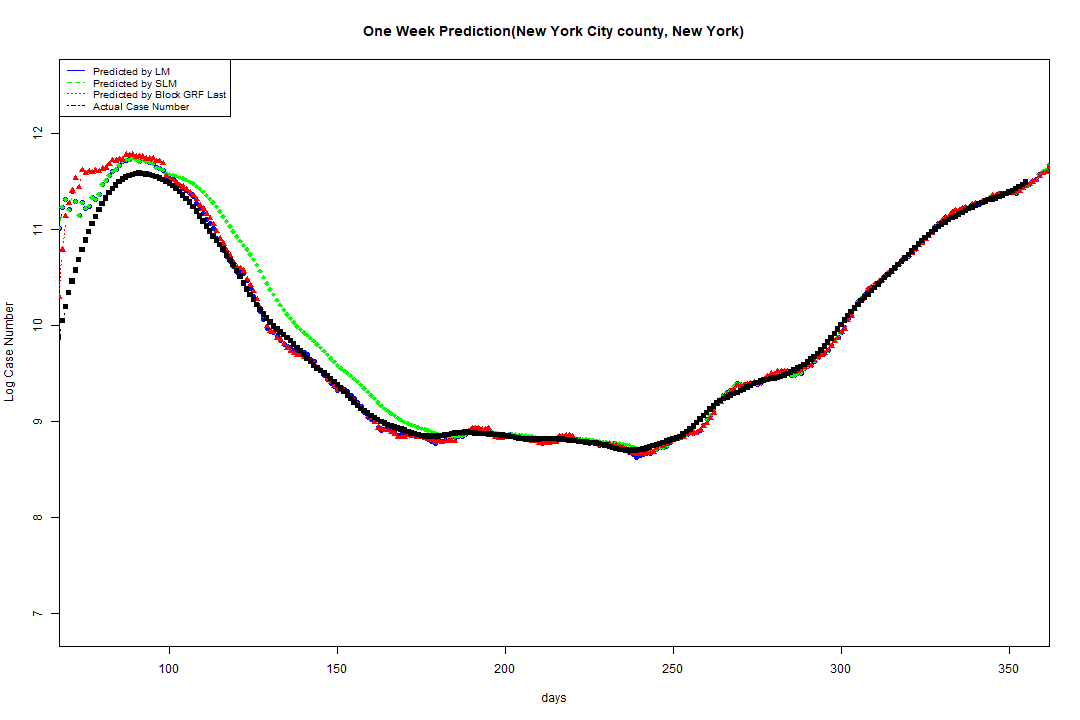 One Week Prediction(New York City county, New York)
Predicted by LM
Predicted by SLM
Predicted by Block GRF Last
Actual Case Number
12
11
10
9
8
7
Log Case Number
100 150 200 250 300 350
days